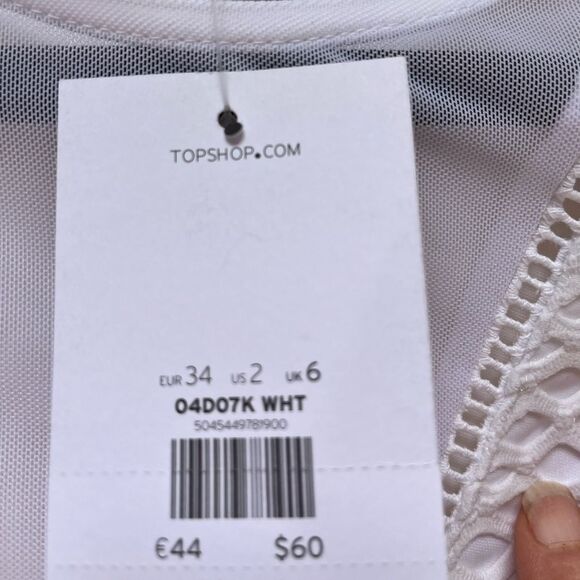 TOPSHOP.COM
EUR 34 US 2 UK 6
04D07K WHT
5045449781900
€44 $60